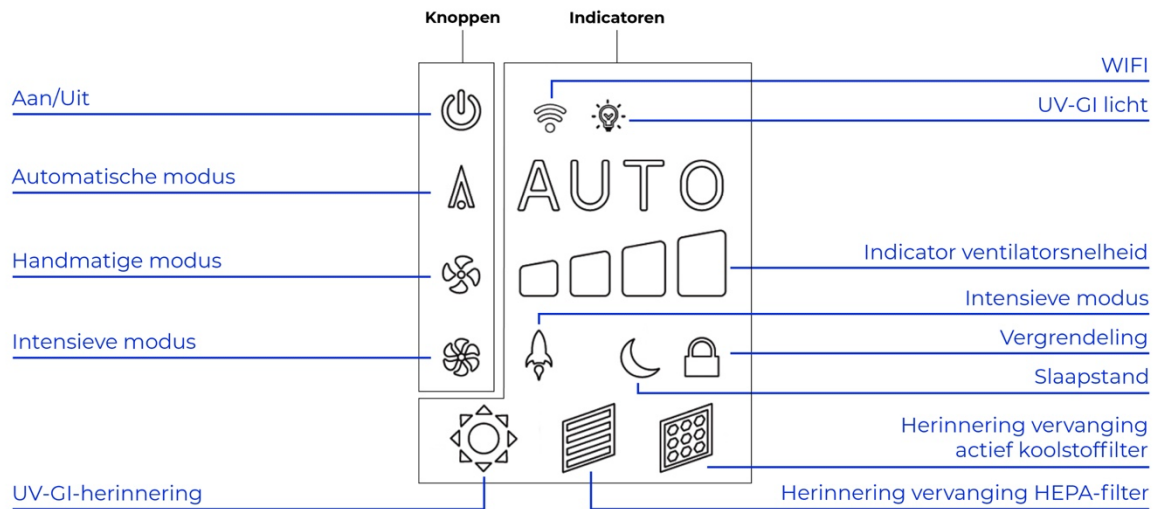 Knoppen
Indicatoren
WIFI
Aan/Uit
UV-GI licht
AUTO
Automatische modus
Handmatige modus
Indicator ventilatorsnelheid
Intensieve modus
Intensieve modus
Vergrendeling
Slaapstand
Herinnering vervanging
actief koolstoffilter
UV-GI-herinnering
Herinnering vervanging HEPA-filter